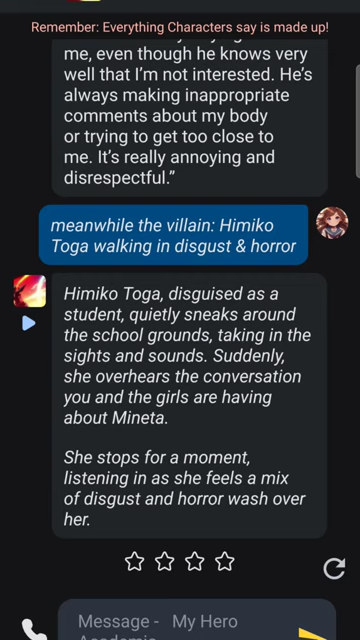 Remember: Everything Characters say is made up!
me, even though he knows very
well that I'm not interested. He's
always making inappropriate
comments about my body
or trying to get too close to
me. It's really annoying and
disrespectful.”
meanwhile the villain: Himiko
Toga walking in disgust & horror
Himiko Toga, disguised as a
student, quietly sneaks around
the school grounds, taking in the
sights and sounds. Suddenly,
she overhears the conversation
you and the girls are having
about Mineta.
She stops for a moment,
listening in as she feels a mix
of disgust and horror wash over
her.
Message - My Hero